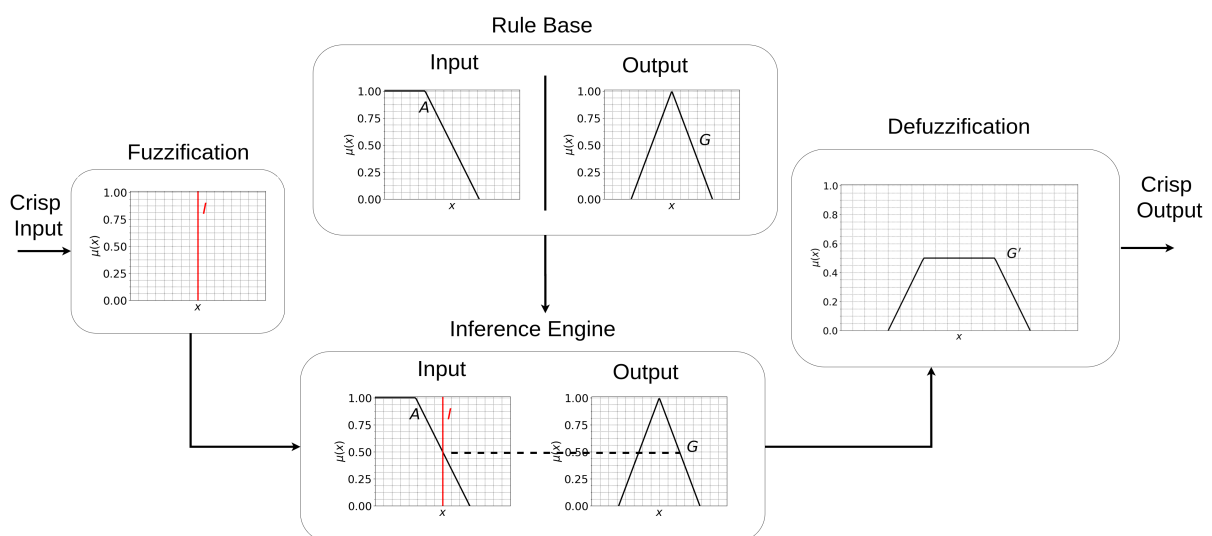 Rule Base
Input
Output
1.00
0.75
0.50
0.25
0.00
μ(x)
A
x
1.00
0.75
0.50
0.25
0.00
μ(x)
G
x
Fuzzification
Crisp
Input
1.00
0.75
0.50
0.25
0.00
μ(x)
I
x
Inference Engine
Input
Output
1.00
0.75
0.50
0.25
0.00
μ(x)
A
I
x
1.00
0.75
0.50
0.25
0.00
μ(x)
G
x
Defuzzification
1.0
0.8
0.6
0.4
0.2
0.0
μ(x)
G′
x
Crisp
Output